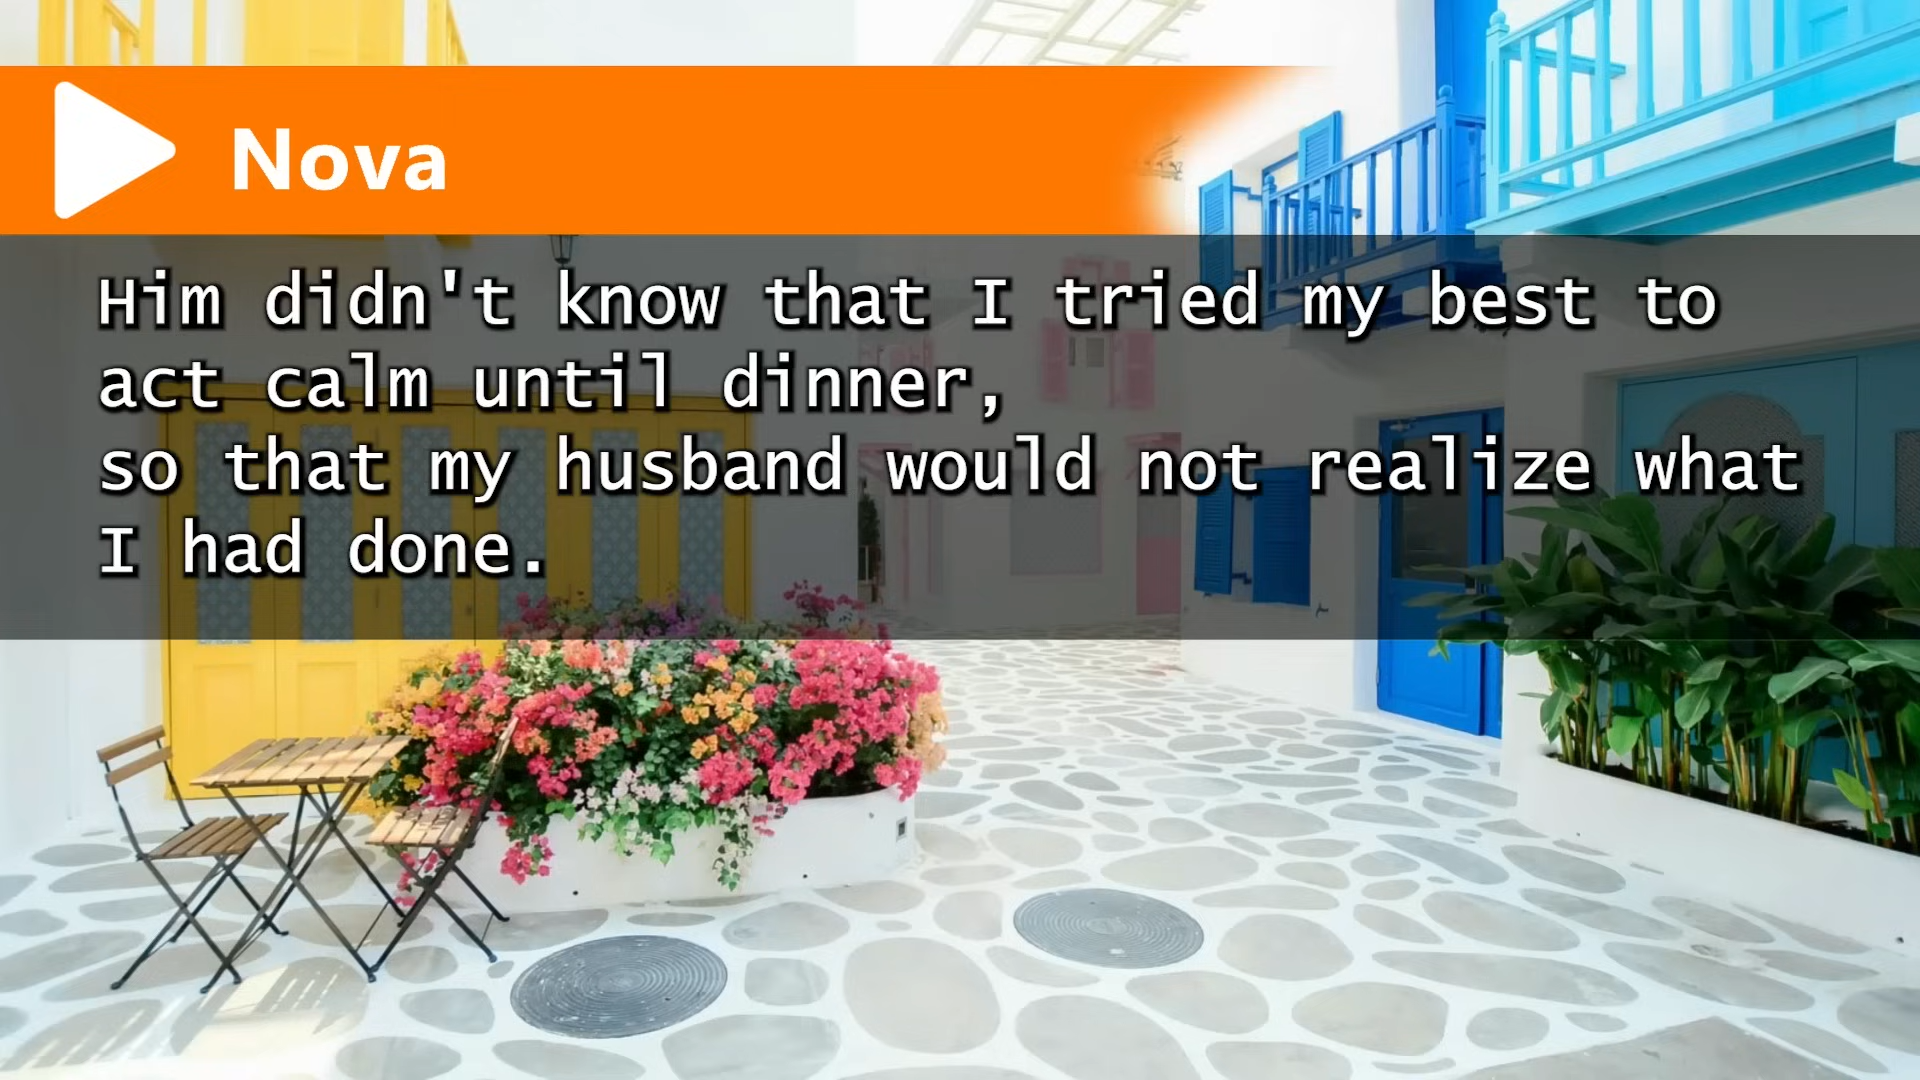 Nova
Him didn't know that I tried my best to
act calm until dinner,
so that my husband would not realize what
I had done.